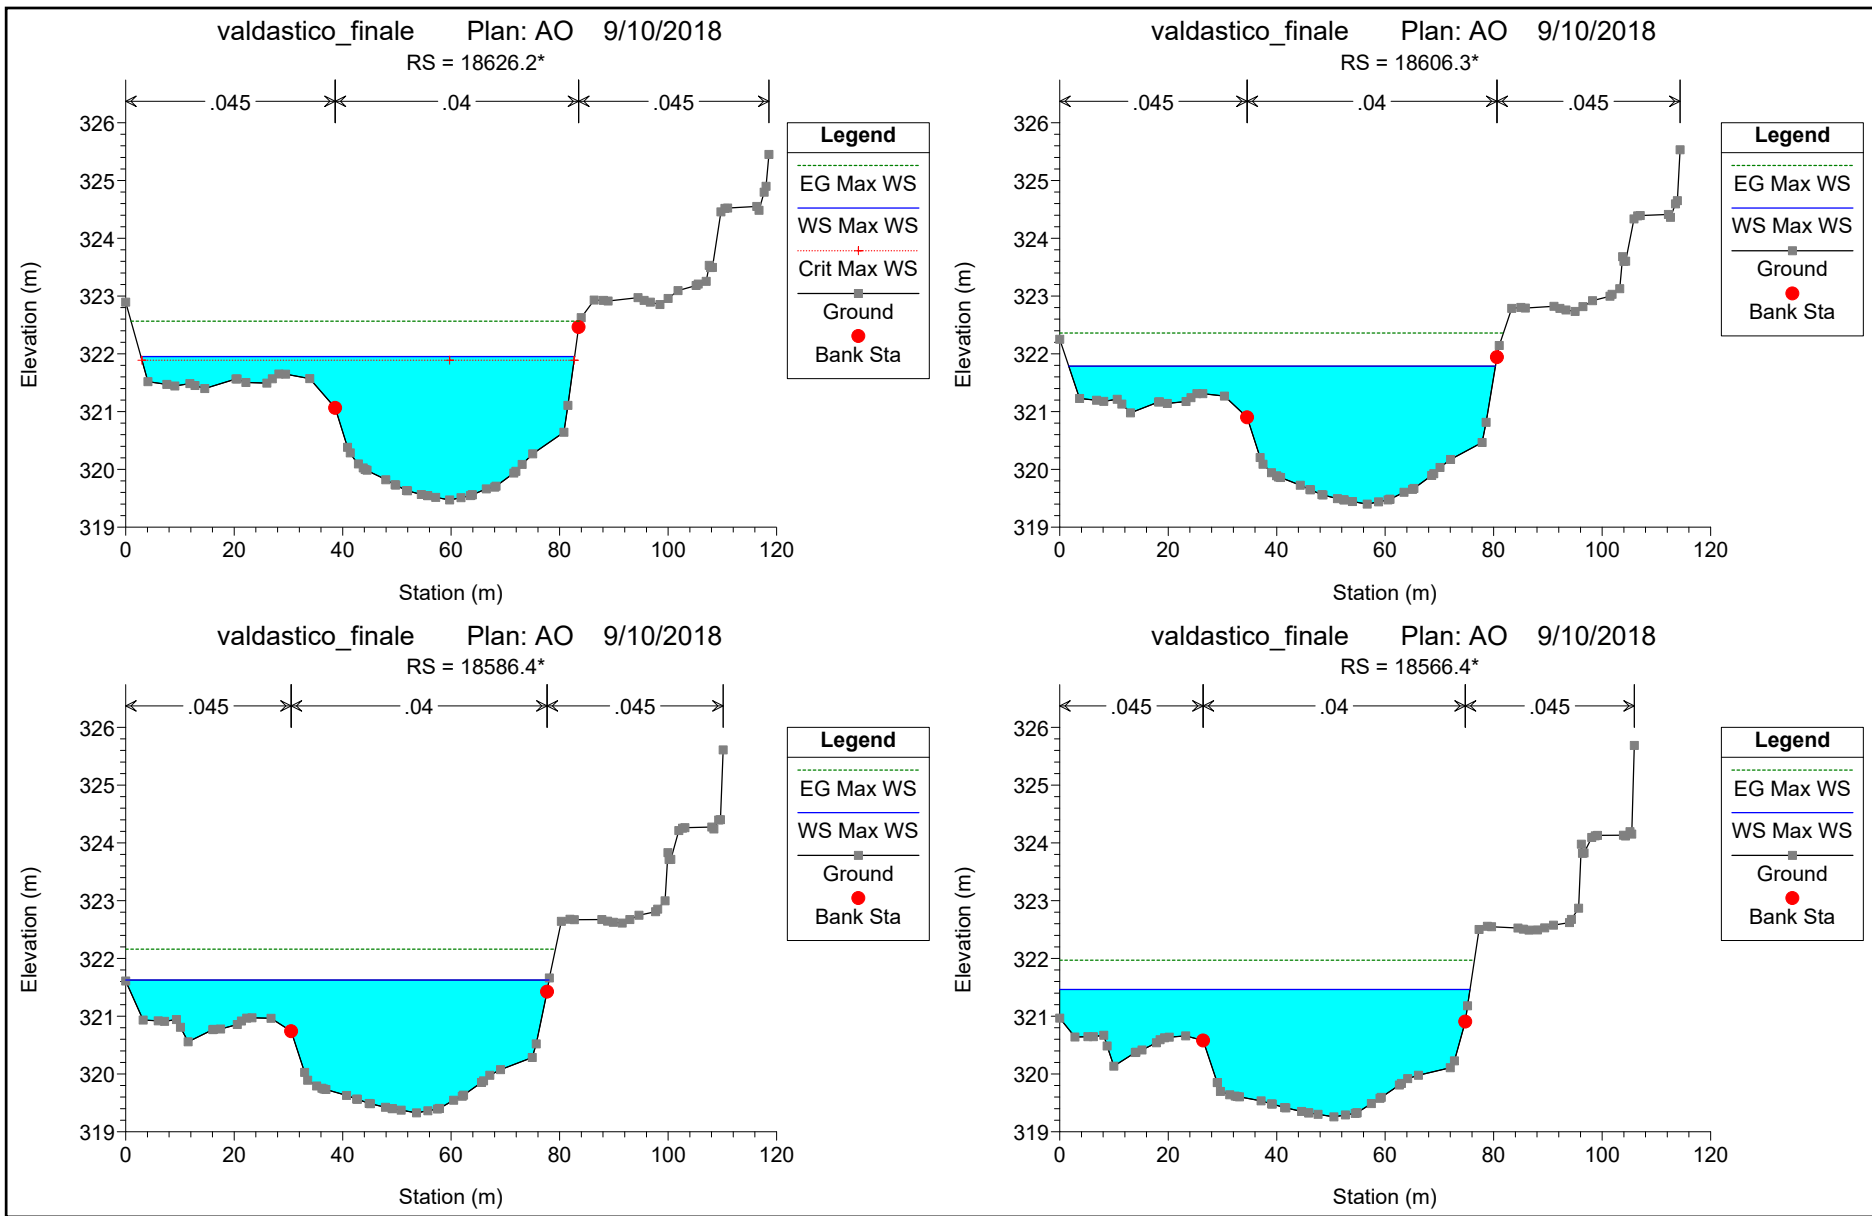 valdastico_finale Plan: AO 9/10/2018
RS = 18626.2*
.045 .04 .045
326
325
324
323
322
321
320
319
Elevation (m)
0 20 40 60 80 100 120
Station (m)
Legend
EG Max WS
WS Max WS
Crit Max WS
Ground
Bank Sta
valdastico_finale Plan: AO 9/10/2018
RS = 18606.3*
.045 .04 .045
326
325
324
323
322
321
320
319
Elevation (m)
0 20 40 60 80 100 120
Station (m)
Legend
EG Max WS
WS Max WS
Ground
Bank Sta
valdastico_finale Plan: AO 9/10/2018
RS = 18586.4*
.045 .04 .045
326
325
324
323
322
321
320
319
Elevation (m)
0 20 40 60 80 100 120
Station (m)
Legend
EG Max WS
WS Max WS
Ground
Bank Sta
valdastico_finale Plan: AO 9/10/2018
RS = 18566.4*
.045 .04 .045
326
325
324
323
322
321
320
319
Elevation (m)
0 20 40 60 80 100 120
Station (m)
Legend
EG Max WS
WS Max WS
Ground
Bank Sta